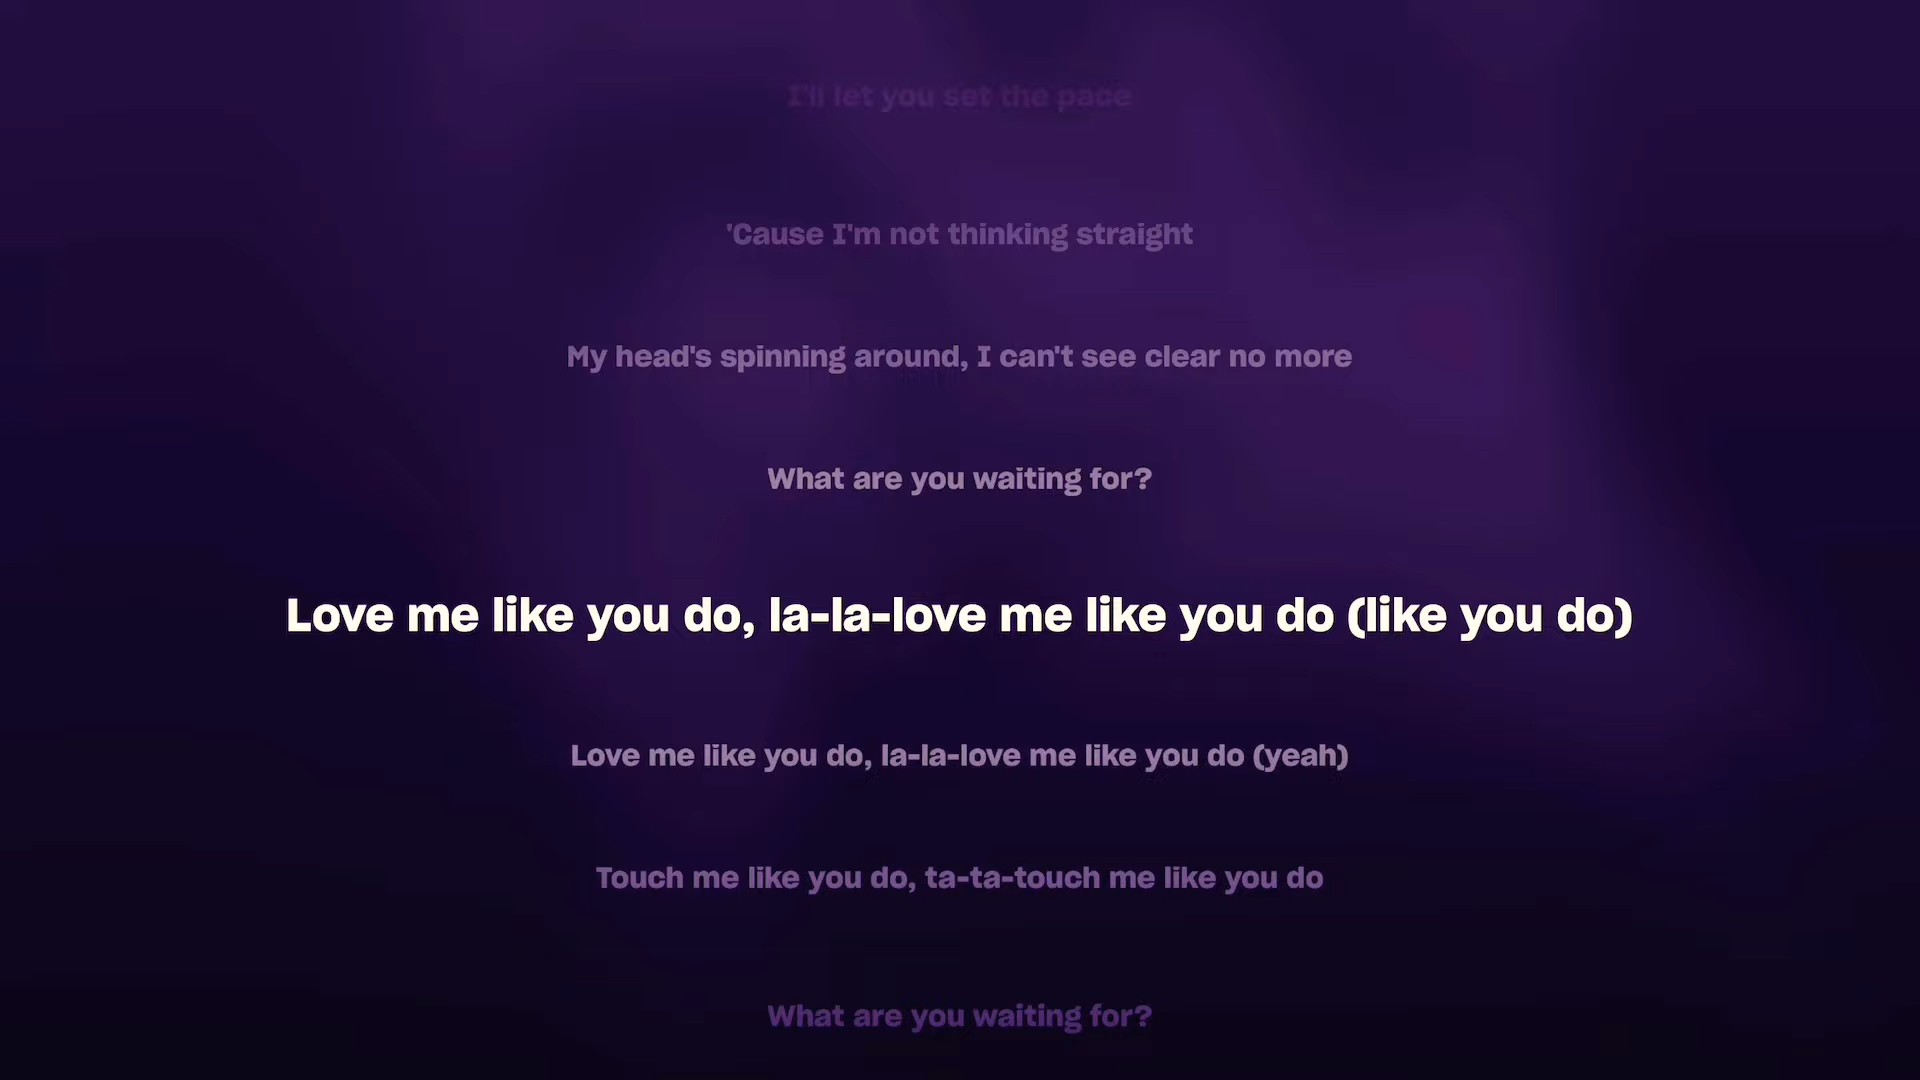 I'll let you set the pace
'Cause I'm not thinking straight
My head's spinning around, I can't see clear no more
What are you waiting for?
Love me like you do, la-la-love me like you do (like you do)
Love me like you do, la-la-love me like you do (yeah)
Touch me like you do, ta-ta-touch me like you do
What are you waiting for?